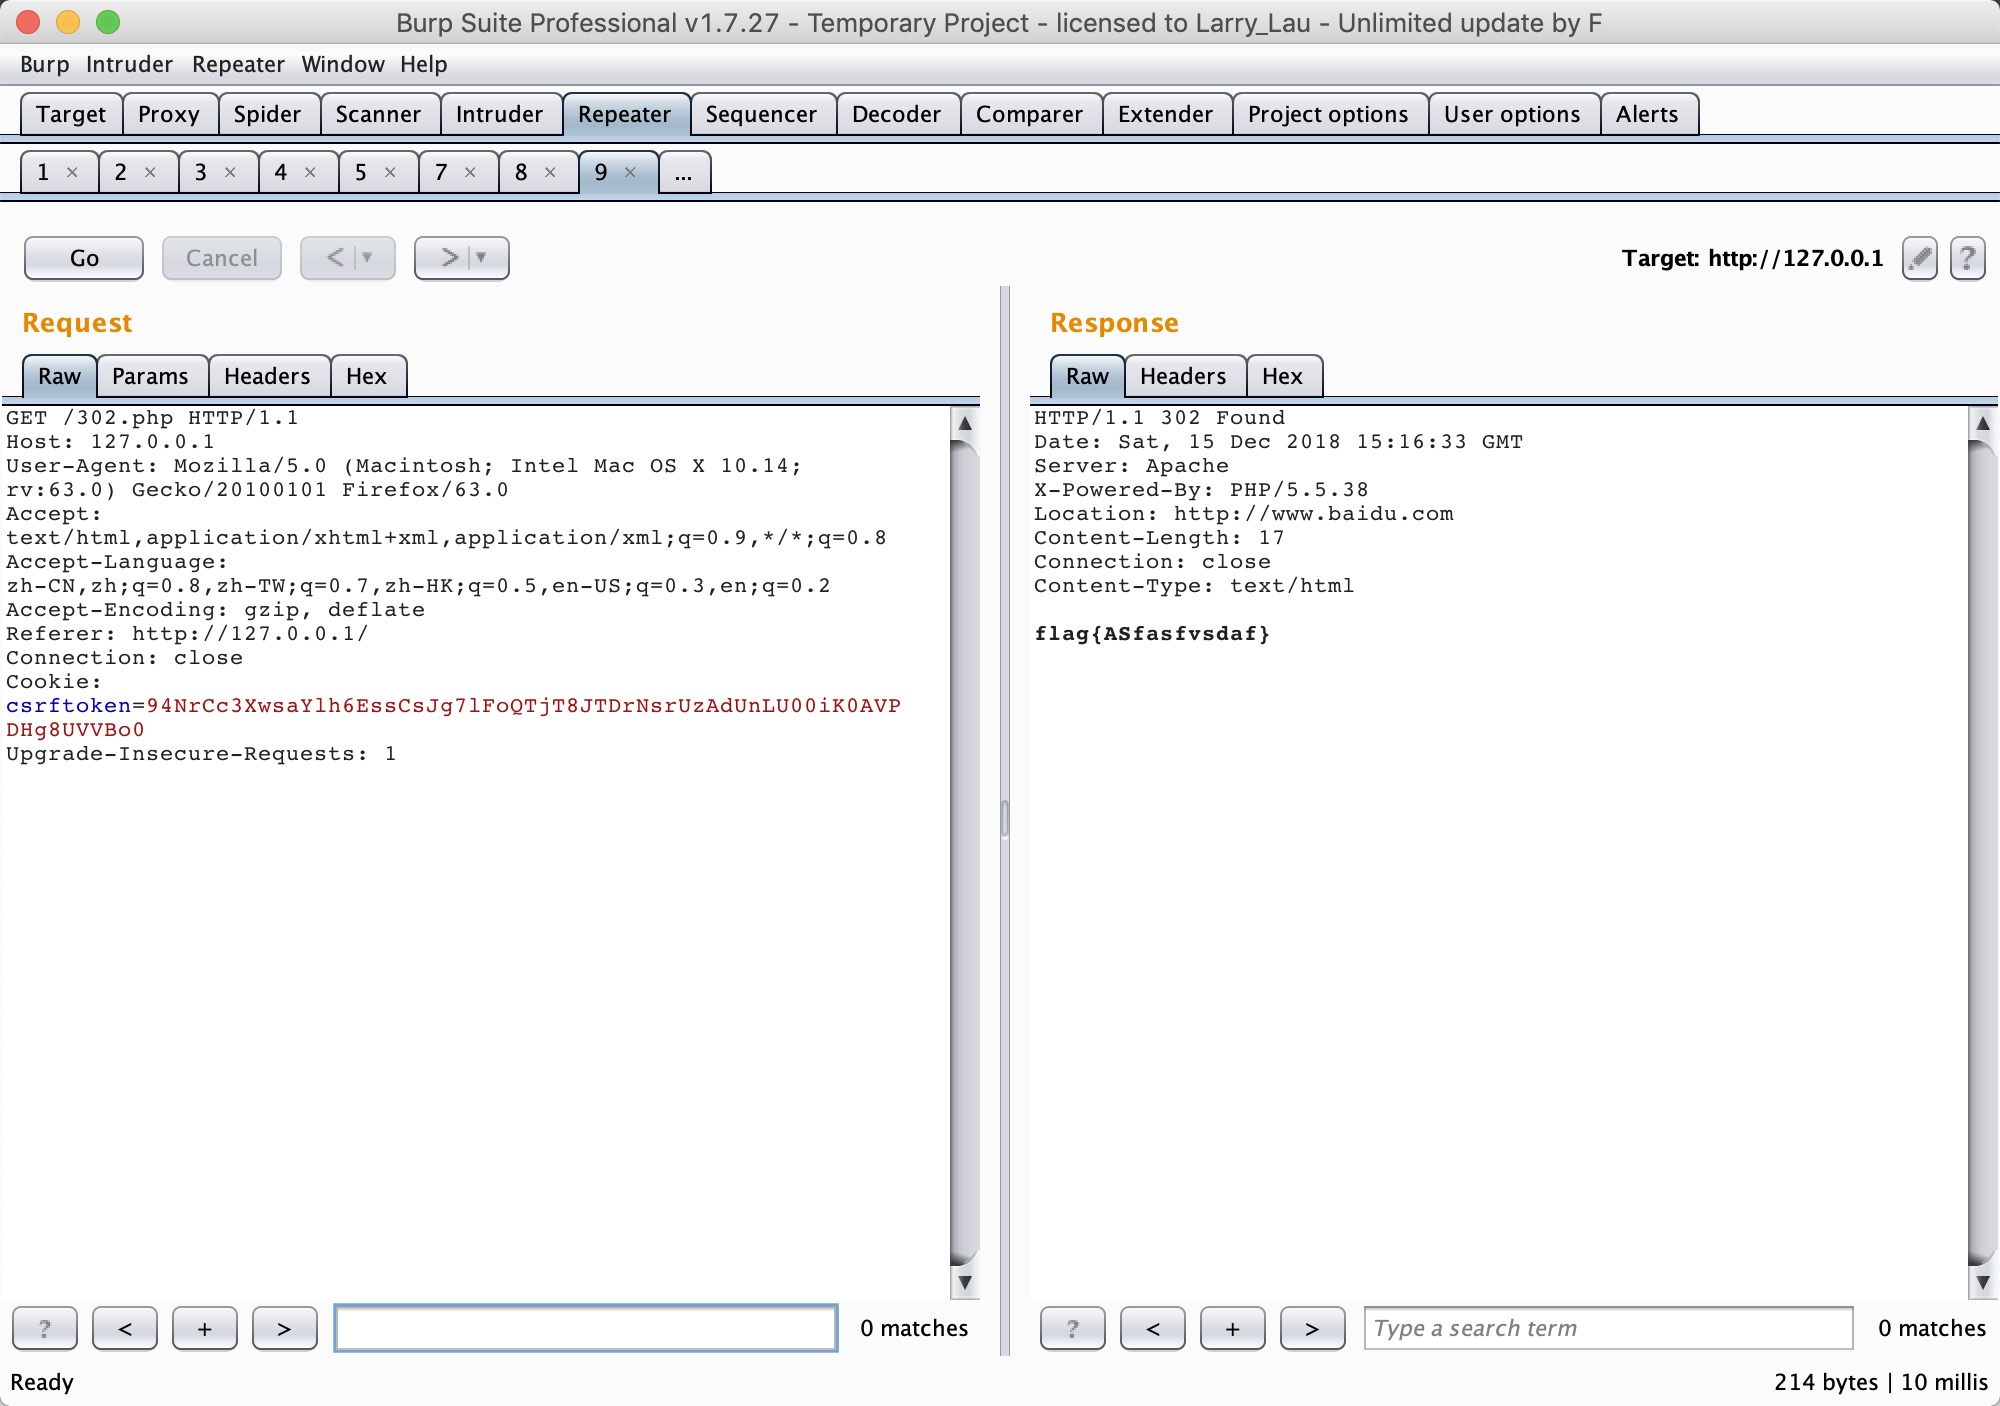 Burp Suite Professional v1.7.27 - Temporary Project - licensed to Larry_Lau - Unlimited update by F
Burp Intruder Repeater Window Help
Target Proxy Spider Scanner Intruder Repeater Sequencer Decoder Comparer Extender Project options User options Alerts
1 × 2 × 3 × 4 × 5 × 7 × 8 × 9 × ...
Go Cancel < > Target: http://127.0.0.1 ?
Request
Raw Params Headers Hex
GET /302.php HTTP/1.1
Host: 127.0.0.1
User-Agent: Mozilla/5.0 (Macintosh; Intel Mac OS X 10.14;
rv:63.0) Gecko/20100101 Firefox/63.0
Accept:
text/html,application/xhtml+xml,application/xml;q=0.9,*/*;q=0.8
Accept-Language:
zh-CN,zh;q=0.8,zh-TW;q=0.7,zh-HK;q=0.5,en-US;q=0.3,en;q=0.2
Accept-Encoding: gzip, deflate
Referer: http://127.0.0.1/
Connection: close
Cookie:
csrftoken=94NrCc3XwsaYlh6EssCsJg7lFoQTjT8JTDrNsrUzAdUnLU00iK0AVP
DHg8UVVBo0
Upgrade-Insecure-Requests: 1
? < + > 0 matches
Response
Raw Headers Hex
HTTP/1.1 302 Found
Date: Sat, 15 Dec 2018 15:16:33 GMT
Server: Apache
X-Powered-By: PHP/5.5.38
Location: http://www.baidu.com
Content-Length: 17
Connection: close
Content-Type: text/html
flag{ASfasfvsdaf}
? < + > Type a search term 0 matches
Ready
214 bytes | 10 millis